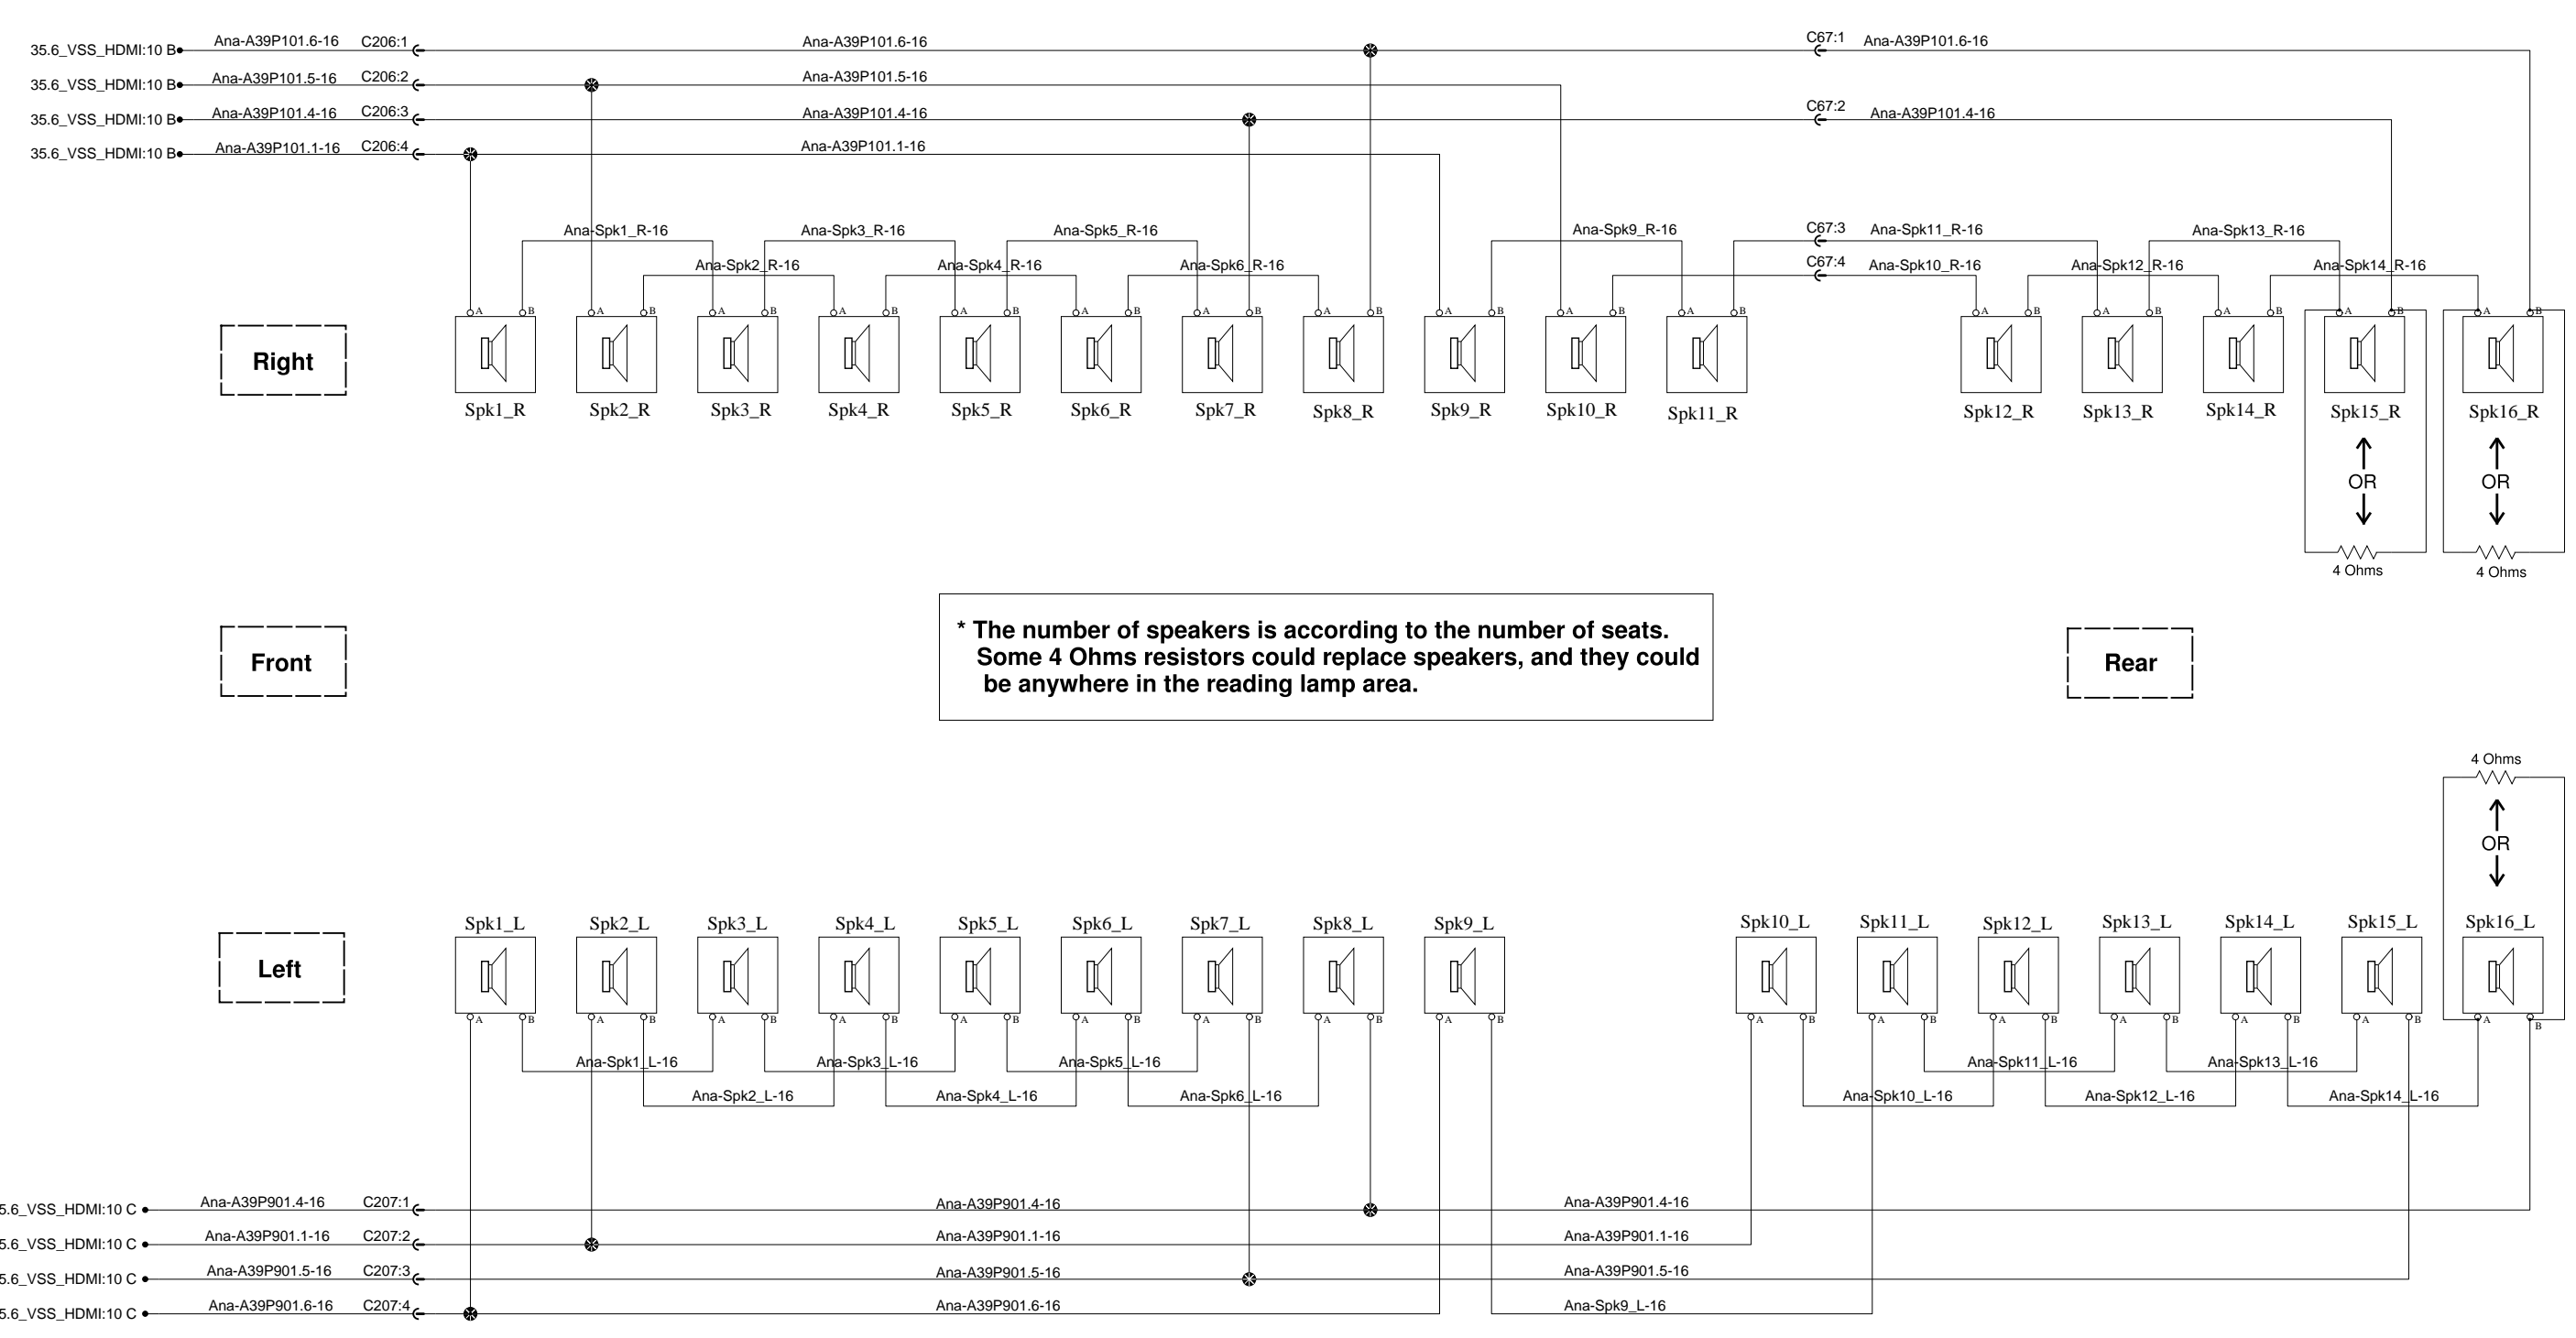 35.6_VSS_HDMI:10 B Ana-A39P101.6-16 C206:1 Ana-A39P101.6-16 C67:1 Ana-A39P101.6-16
35.6_VSS_HDMI:10 B Ana-A39P101.5-16 C206:2 Ana-A39P101.5-16
35.6_VSS_HDMI:10 B Ana-A39P101.4-16 C206:3 Ana-A39P101.4-16 C67:2 Ana-A39P101.4-16
35.6_VSS_HDMI:10 B Ana-A39P101.1-16 C206:4 Ana-A39P101.1-16
Ana-Spk1_R-16 Ana-Spk3_R-16 Ana-Spk5_R-16 Ana-Spk9_R-16 C67:3 Ana-Spk11_R-16 Ana-Spk13_R-16
Ana-Spk2_R-16 Ana-Spk4_R-16 Ana-Spk6_R-16 C67:4 Ana-Spk10_R-16 Ana-Spk12_R-16 Ana-Spk14_R-16
A B A B A B A B A B A B A B A B A B A B A B A B A B A B A B A B
Right
Spk1_R Spk2_R Spk3_R Spk4_R Spk5_R Spk6_R Spk7_R Spk8_R Spk9_R Spk10_R Spk11_R Spk12_R Spk13_R Spk14_R Spk15_R Spk16_R
OR OR
4 Ohms 4 Ohms
* The number of speakers is according to the number of seats.
Some 4 Ohms resistors could replace speakers, and they could
be anywhere in the reading lamp area.
Front
Rear
4 Ohms
OR
Spk1_L Spk2_L Spk3_L Spk4_L Spk5_L Spk6_L Spk7_L Spk8_L Spk9_L Spk10_L Spk11_L Spk12_L Spk13_L Spk14_L Spk15_L Spk16_L
Left
A B A B A B A B A B A B A B A B A B A B A B A B A B A B A B A B
Ana-Spk1_L-16 Ana-Spk3_L-16 Ana-Spk5_L-16 Ana-Spk11_L-16 Ana-Spk13_L-16
Ana-Spk2_L-16 Ana-Spk4_L-16 Ana-Spk6_L-16 Ana-Spk10_L-16 Ana-Spk12_L-16 Ana-Spk14_L-16
5.6_VSS_HDMI:10 C Ana-A39P901.4-16 C207:1 Ana-A39P901.4-16 Ana-A39P901.4-16
5.6_VSS_HDMI:10 C Ana-A39P901.1-16 C207:2 Ana-A39P901.1-16 Ana-A39P901.1-16
5.6_VSS_HDMI:10 C Ana-A39P901.5-16 C207:3 Ana-A39P901.5-16 Ana-A39P901.5-16
5.6_VSS_HDMI:10 C Ana-A39P901.6-16 C207:4 Ana-A39P901.6-16 Ana-Spk9_L-16